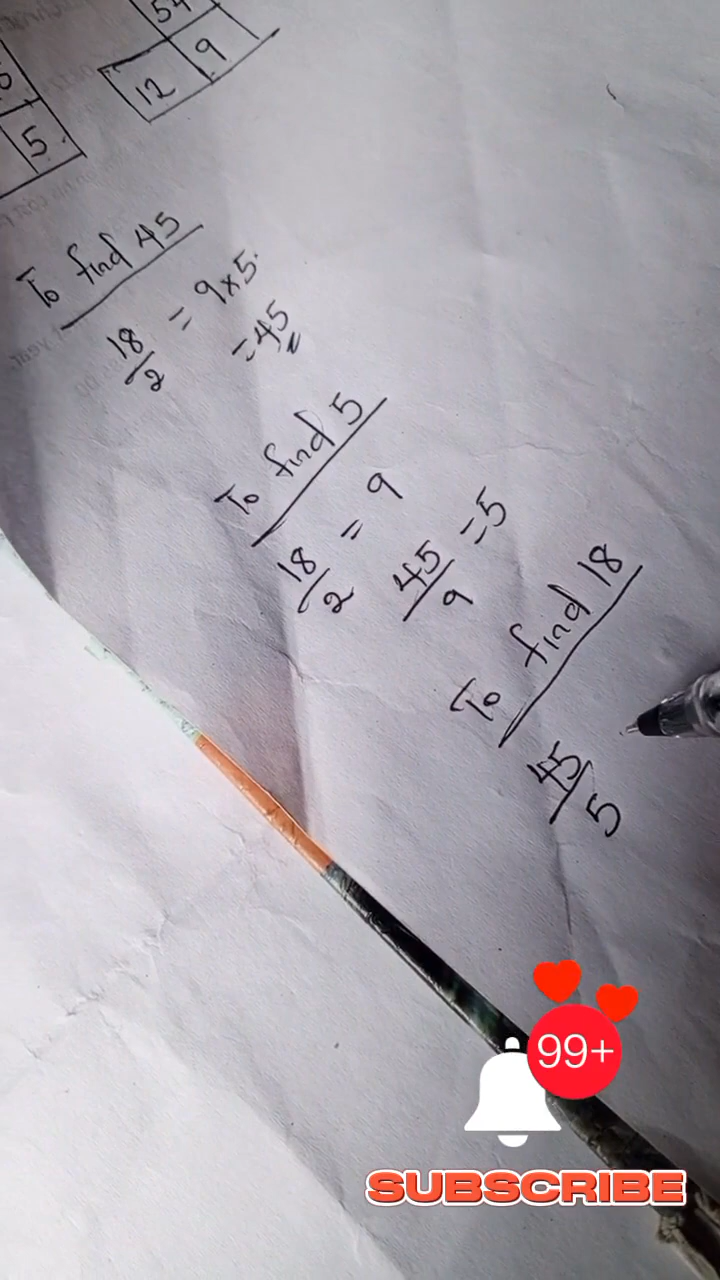 54
12 9
5
To find 45
18/2 = 9x5.
=45
To find 5
18/2 = 9 45/9 =5
To find 18
45/5
99+
SUBSCRIBE